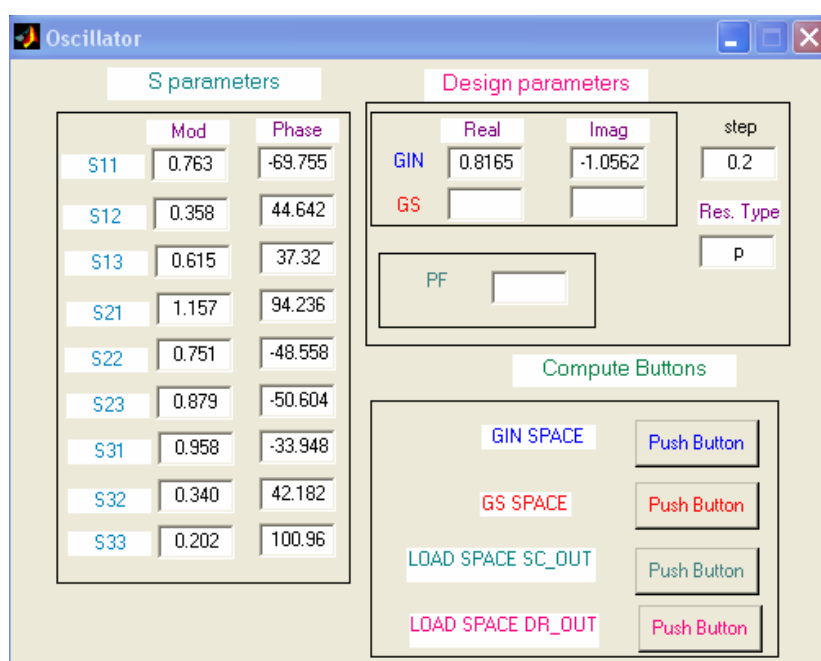 Oscillator
S parameters
Mod Phase
S11 0.763 -69.755
S12 0.358 44.642
S13 0.615 37.32
S21 1.157 94.236
S22 0.751 -48.558
S23 0.879 -50.604
S31 0.958 -33.948
S32 0.340 42.182
S33 0.202 100.96
Design parameters
Real Imag step
GIN 0.8165 -1.0562 0.2
GS Res. Type
p
PF
Compute Buttons
GIN SPACE Push Button
GS SPACE Push Button
LOAD SPACE SC_OUT Push Button
LOAD SPACE DR_OUT Push Button